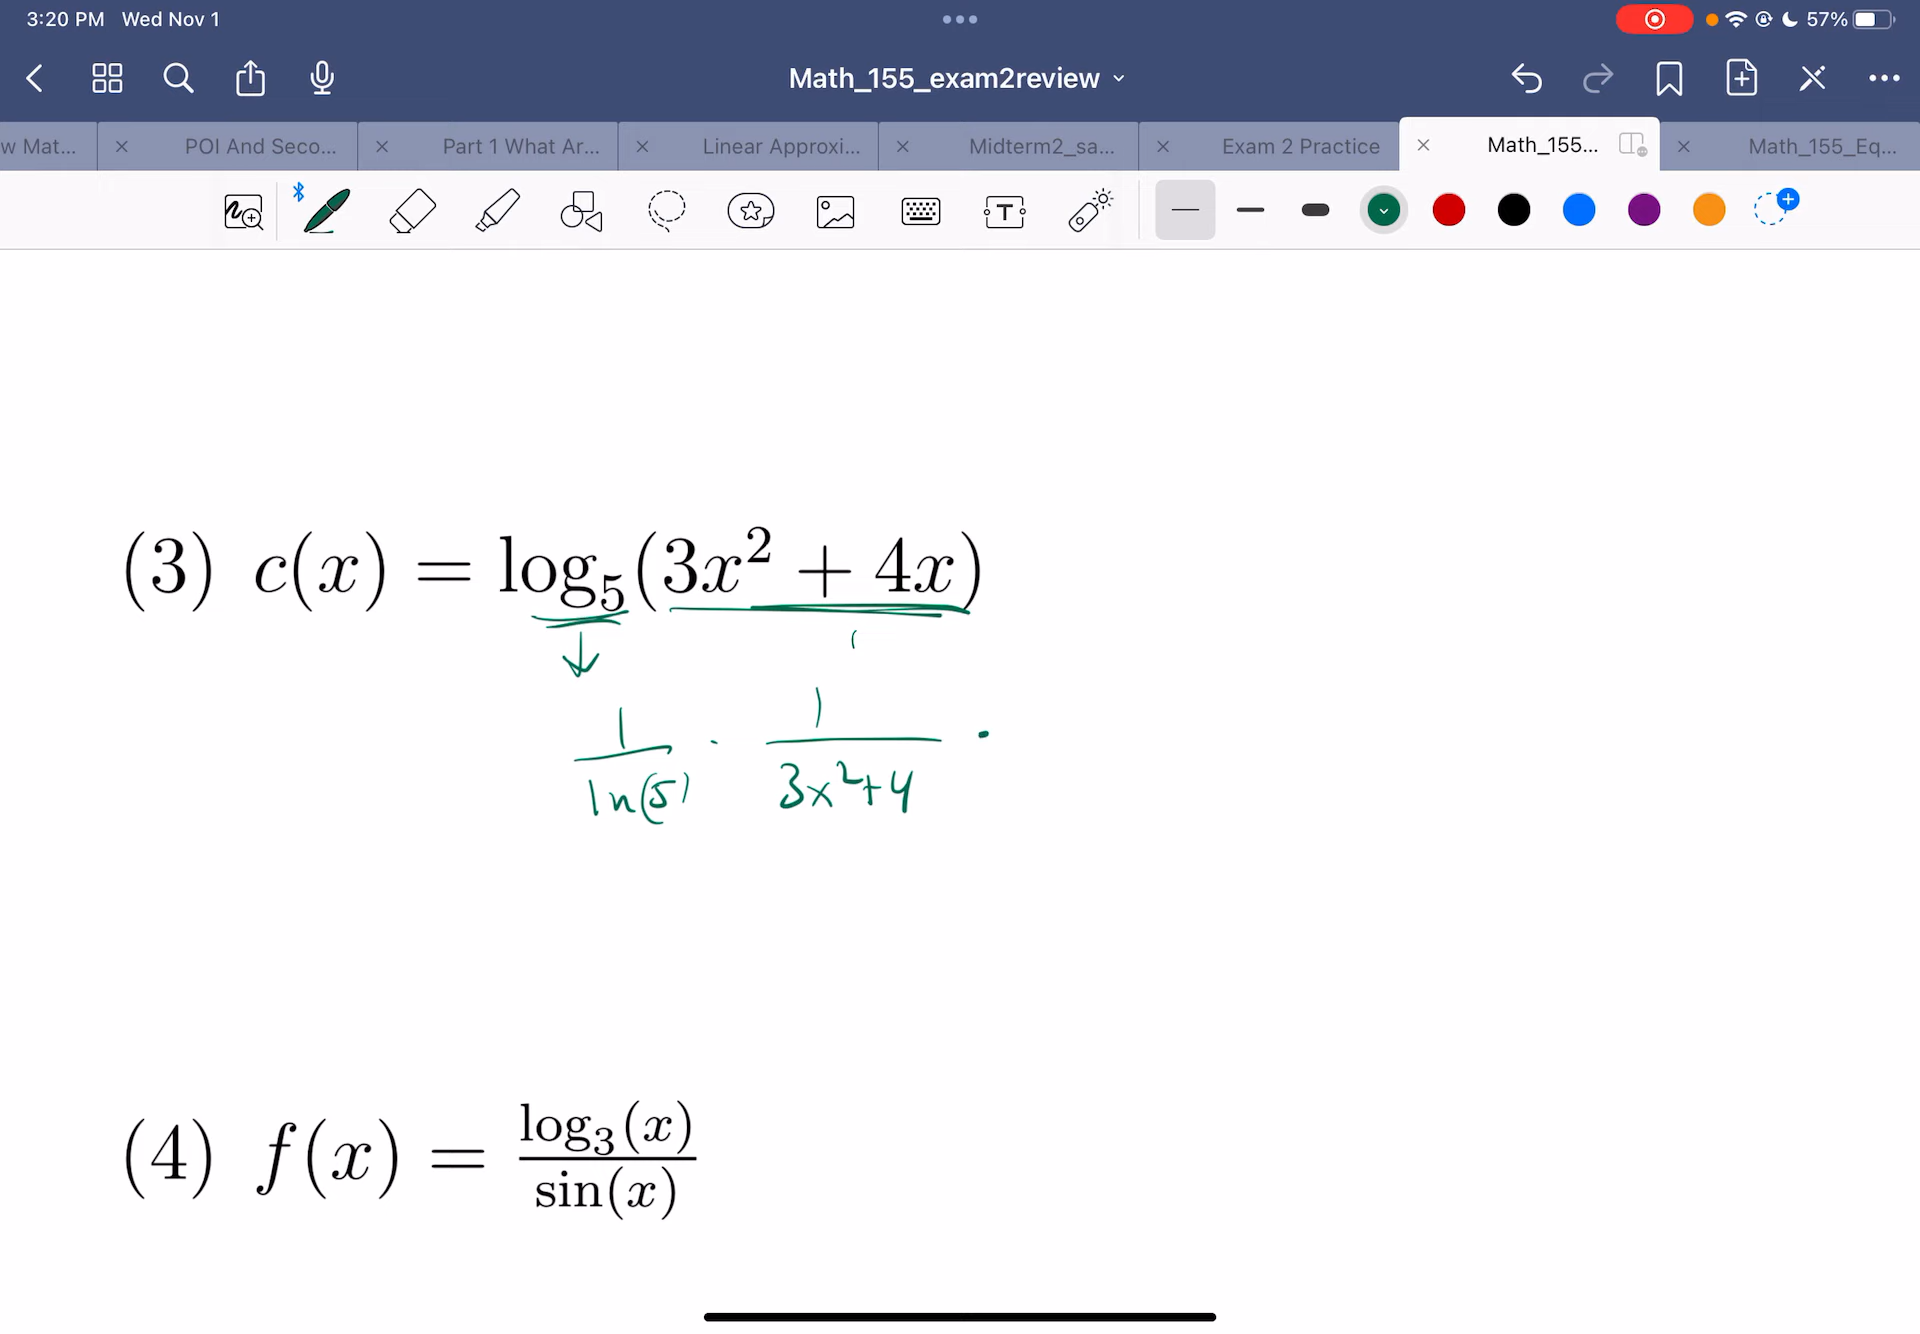 3:20 PM Wed Nov 1
57%
Math_155_exam2review
w Mat...
POI And Seco...
Part 1 What Ar...
Linear Approxi...
Midterm2_sa...
Exam 2 Practice
Math_155...
Math_155_Eq...
(3) c(x) = log₅(3x² + 4x)
1/ln(5) · 1/3x²+4 ·
(4) f(x) = log₃(x)/sin(x)